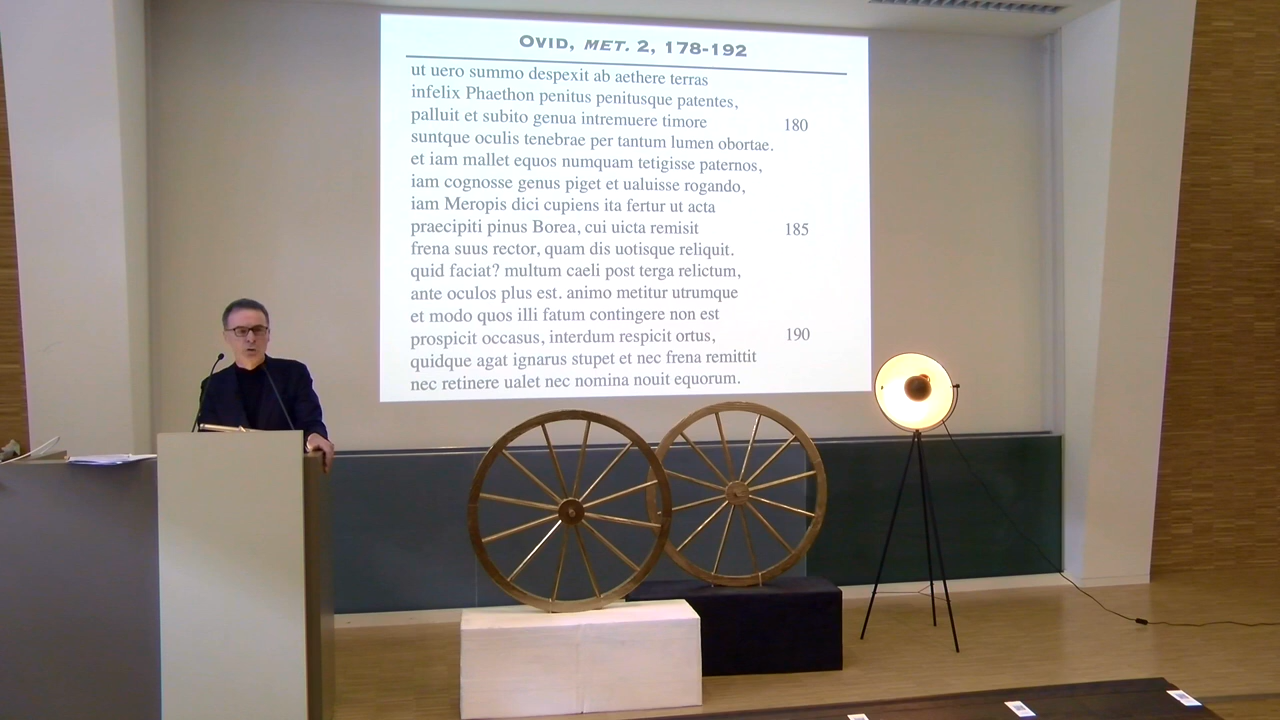 OVID, MET. 2, 178-192
ut uero summo despexit ab aethere terras
infelix Phaethon penitus penitusque patentes,
palluit et subito genua intremuere timore 180
suntque oculis tenebrae per tantum lumen obortae.
et iam mallet equos numquam tetigisse paternos,
iam cognosse genus piget et ualuisse rogando,
iam Meropis dici cupiens ita fertur ut acta
praecipiti pinus Borea, cui uicta remisit 185
frena suus rector, quam dis uotisque reliquit.
quid faciat? multum caeli post terga relictum,
ante oculos plus est. animo metitur utrumque
et modo quos illi fatum contingere non est
prospicit occasus, interdum respicit ortus, 190
quidque agat ignarus stupet et nec frena remittit
nec retinere ualet nec nomina nouit equorum.